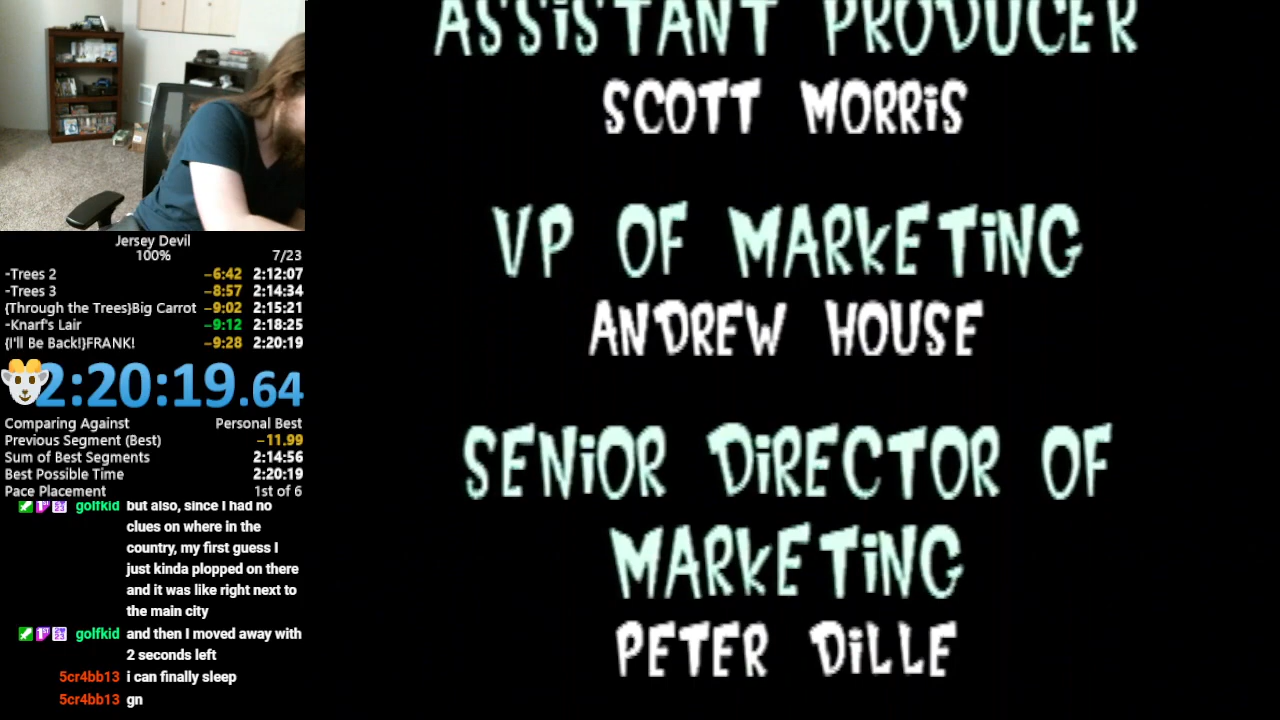 ASSiSTANT PRODUCER
SCOTT MORRiS
VP OF MARKETiNG
ANDREW HOUSE
SENiOR DiRECTOR OF
MARKETiNG
PETER DiLLE
Jersey Devil
100% 7/23
-Trees 2 −6:42 2:12:07
-Trees 3 −8:57 2:14:34
{Through the Trees}Big Carrot −9:02 2:15:21
-Knarf's Lair −9:12 2:18:25
{I'll Be Back!}FRANK! −9:28 2:20:19
2:20:19.64
Comparing Against Personal Best
Previous Segment (Best) −11.99
Sum of Best Segments 2:14:56
Best Possible Time 2:20:19
Pace Placement 1st of 6
golfkid but also, since I had no
clues on where in the
country, my first guess I
just kinda plopped on there
and it was like right next to
the main city
golfkid and then I moved away with
2 seconds left
5cr4bb13 i can finally sleep
5cr4bb13 gn